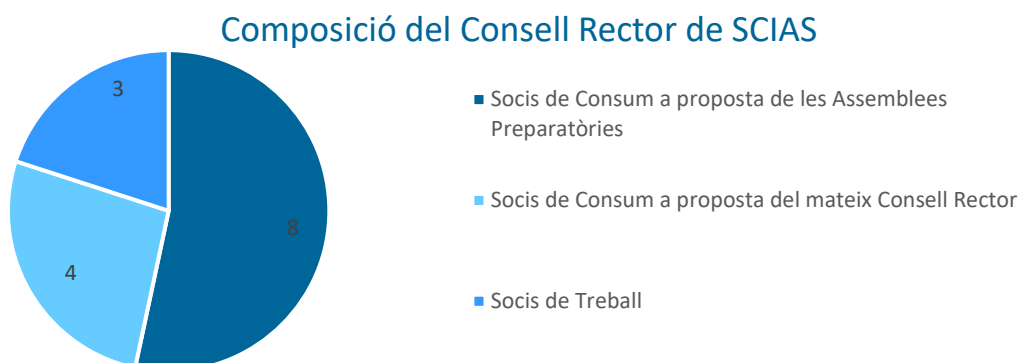 Composició del Consell Rector de SCIAS
3
8
4
Socis de Consum a proposta de les Assemblees
Preparatòries
Socis de Consum a proposta del mateix Consell Rector
Socis de Treball